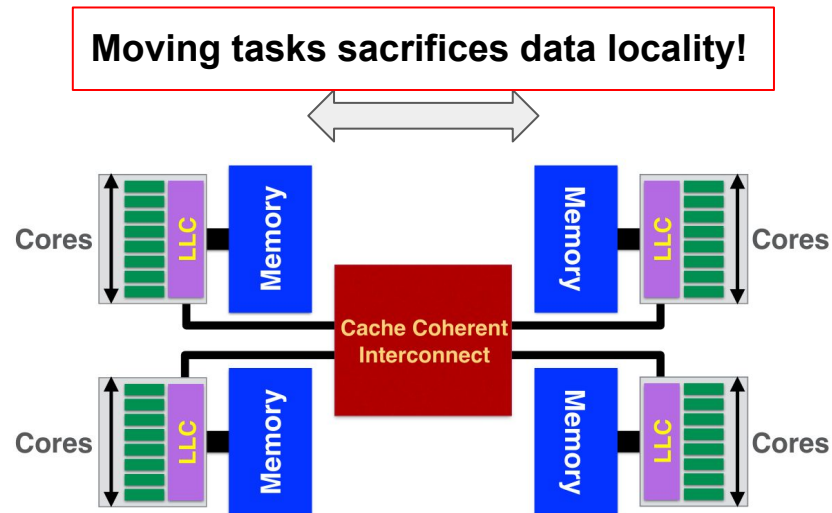 Moving tasks sacrifices data locality!
Cores
LLC
Memory
Memory
LLC
Cores
Cache Coherent
Interconnect
Cores
LLC
Memory
Memory
LLC
Cores